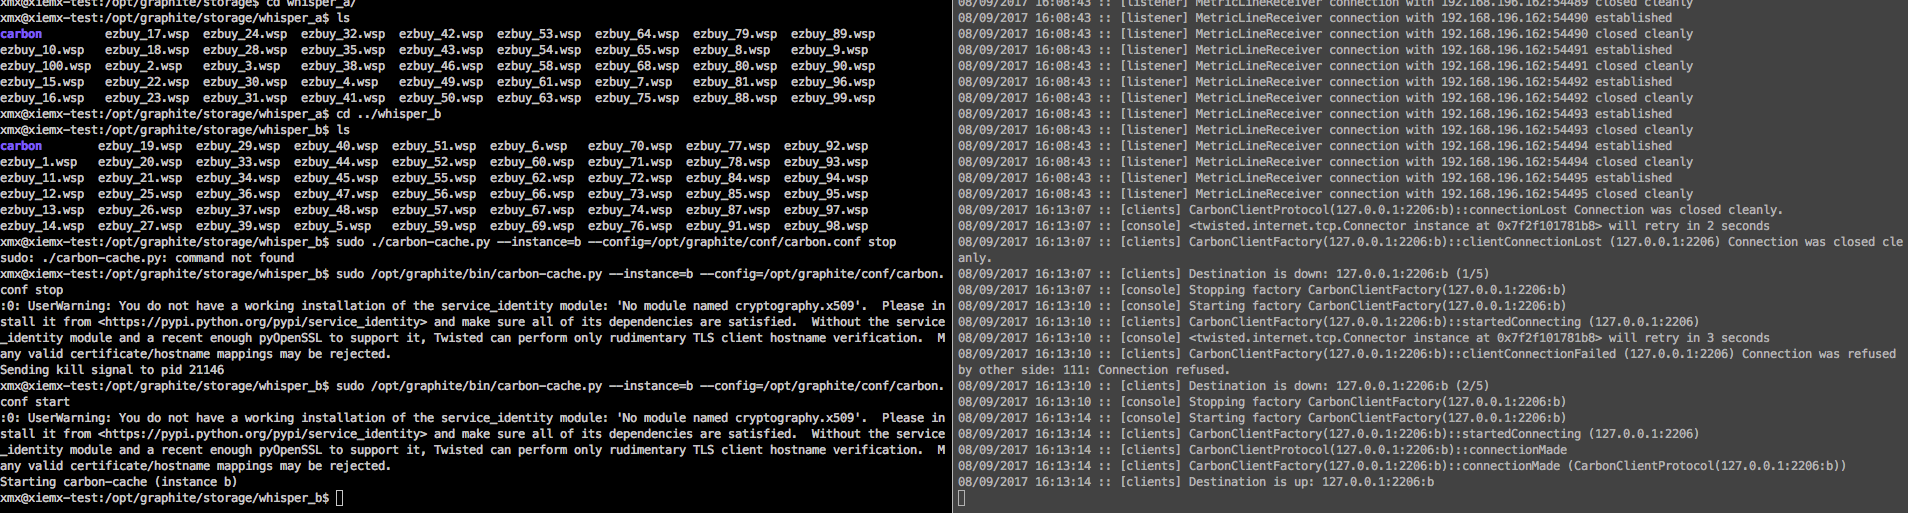 xmx@xiemx-test:/opt/graphite/storage$ cd whisper_a/
xmx@xiemx-test:/opt/graphite/storage/whisper_a$ ls
carbon         ezbuy_17.wsp  ezbuy_24.wsp  ezbuy_32.wsp  ezbuy_42.wsp  ezbuy_53.wsp  ezbuy_64.wsp  ezbuy_79.wsp  ezbuy_89.wsp
ezbuy_10.wsp   ezbuy_18.wsp  ezbuy_28.wsp  ezbuy_35.wsp  ezbuy_43.wsp  ezbuy_54.wsp  ezbuy_65.wsp  ezbuy_8.wsp   ezbuy_9.wsp
ezbuy_100.wsp  ezbuy_2.wsp   ezbuy_3.wsp   ezbuy_38.wsp  ezbuy_46.wsp  ezbuy_58.wsp  ezbuy_68.wsp  ezbuy_80.wsp  ezbuy_90.wsp
ezbuy_15.wsp   ezbuy_22.wsp  ezbuy_30.wsp  ezbuy_4.wsp   ezbuy_49.wsp  ezbuy_61.wsp  ezbuy_7.wsp   ezbuy_81.wsp  ezbuy_96.wsp
ezbuy_16.wsp   ezbuy_23.wsp  ezbuy_31.wsp  ezbuy_41.wsp  ezbuy_50.wsp  ezbuy_63.wsp  ezbuy_75.wsp  ezbuy_88.wsp  ezbuy_99.wsp
xmx@xiemx-test:/opt/graphite/storage/whisper_a$ cd ../whisper_b
xmx@xiemx-test:/opt/graphite/storage/whisper_b$ ls
carbon        ezbuy_19.wsp  ezbuy_29.wsp  ezbuy_40.wsp  ezbuy_51.wsp  ezbuy_6.wsp   ezbuy_70.wsp  ezbuy_77.wsp  ezbuy_92.wsp
ezbuy_1.wsp   ezbuy_20.wsp  ezbuy_33.wsp  ezbuy_44.wsp  ezbuy_52.wsp  ezbuy_60.wsp  ezbuy_71.wsp  ezbuy_78.wsp  ezbuy_93.wsp
ezbuy_11.wsp  ezbuy_21.wsp  ezbuy_34.wsp  ezbuy_45.wsp  ezbuy_55.wsp  ezbuy_62.wsp  ezbuy_72.wsp  ezbuy_84.wsp  ezbuy_94.wsp
ezbuy_12.wsp  ezbuy_25.wsp  ezbuy_36.wsp  ezbuy_47.wsp  ezbuy_56.wsp  ezbuy_66.wsp  ezbuy_73.wsp  ezbuy_85.wsp  ezbuy_95.wsp
ezbuy_13.wsp  ezbuy_26.wsp  ezbuy_37.wsp  ezbuy_48.wsp  ezbuy_57.wsp  ezbuy_67.wsp  ezbuy_74.wsp  ezbuy_87.wsp  ezbuy_97.wsp
ezbuy_14.wsp  ezbuy_27.wsp  ezbuy_39.wsp  ezbuy_5.wsp   ezbuy_59.wsp  ezbuy_69.wsp  ezbuy_76.wsp  ezbuy_91.wsp  ezbuy_98.wsp
xmx@xiemx-test:/opt/graphite/storage/whisper_b$ sudo ./carbon-cache.py --instance=b --config=/opt/graphite/conf/carbon.conf stop
sudo: ./carbon-cache.py: command not found
xmx@xiemx-test:/opt/graphite/storage/whisper_b$ sudo /opt/graphite/bin/carbon-cache.py --instance=b --config=/opt/graphite/conf/carbon.
conf stop
:0: UserWarning: You do not have a working installation of the service_identity module: 'No module named cryptography.x509'.  Please in
stall it from <https://pypi.python.org/pypi/service_identity> and make sure all of its dependencies are satisfied.  Without the service
_identity module and a recent enough pyOpenSSL to support it, Twisted can perform only rudimentary TLS client hostname verification.  M
any valid certificate/hostname mappings may be rejected.
Sending kill signal to pid 21146
xmx@xiemx-test:/opt/graphite/storage/whisper_b$ sudo /opt/graphite/bin/carbon-cache.py --instance=b --config=/opt/graphite/conf/carbon.
conf start
:0: UserWarning: You do not have a working installation of the service_identity module: 'No module named cryptography.x509'.  Please in
stall it from <https://pypi.python.org/pypi/service_identity> and make sure all of its dependencies are satisfied.  Without the service
_identity module and a recent enough pyOpenSSL to support it, Twisted can perform only rudimentary TLS client hostname verification.  M
any valid certificate/hostname mappings may be rejected.
Starting carbon-cache (instance b)
xmx@xiemx-test:/opt/graphite/storage/whisper_b$
08/09/2017 16:08:43 :: [listener] MetricLineReceiver connection with 192.168.196.162:54489 closed cleanly
08/09/2017 16:08:43 :: [listener] MetricLineReceiver connection with 192.168.196.162:54490 established
08/09/2017 16:08:43 :: [listener] MetricLineReceiver connection with 192.168.196.162:54490 closed cleanly
08/09/2017 16:08:43 :: [listener] MetricLineReceiver connection with 192.168.196.162:54491 established
08/09/2017 16:08:43 :: [listener] MetricLineReceiver connection with 192.168.196.162:54491 closed cleanly
08/09/2017 16:08:43 :: [listener] MetricLineReceiver connection with 192.168.196.162:54492 established
08/09/2017 16:08:43 :: [listener] MetricLineReceiver connection with 192.168.196.162:54492 closed cleanly
08/09/2017 16:08:43 :: [listener] MetricLineReceiver connection with 192.168.196.162:54493 established
08/09/2017 16:08:43 :: [listener] MetricLineReceiver connection with 192.168.196.162:54493 closed cleanly
08/09/2017 16:08:43 :: [listener] MetricLineReceiver connection with 192.168.196.162:54494 established
08/09/2017 16:08:43 :: [listener] MetricLineReceiver connection with 192.168.196.162:54494 closed cleanly
08/09/2017 16:08:43 :: [listener] MetricLineReceiver connection with 192.168.196.162:54495 established
08/09/2017 16:08:43 :: [listener] MetricLineReceiver connection with 192.168.196.162:54495 closed cleanly
08/09/2017 16:13:07 :: [clients] CarbonClientProtocol(127.0.0.1:2206:b)::connectionLost Connection was closed cleanly.
08/09/2017 16:13:07 :: [console] <twisted.internet.tcp.Connector instance at 0x7f2f101781b8> will retry in 2 seconds
08/09/2017 16:13:07 :: [clients] CarbonClientFactory(127.0.0.1:2206:b)::clientConnectionLost (127.0.0.1:2206) Connection was closed cle
anly.
08/09/2017 16:13:07 :: [clients] Destination is down: 127.0.0.1:2206:b (1/5)
08/09/2017 16:13:07 :: [console] Stopping factory CarbonClientFactory(127.0.0.1:2206:b)
08/09/2017 16:13:10 :: [console] Starting factory CarbonClientFactory(127.0.0.1:2206:b)
08/09/2017 16:13:10 :: [clients] CarbonClientFactory(127.0.0.1:2206:b)::startedConnecting (127.0.0.1:2206)
08/09/2017 16:13:10 :: [console] <twisted.internet.tcp.Connector instance at 0x7f2f101781b8> will retry in 3 seconds
08/09/2017 16:13:10 :: [clients] CarbonClientFactory(127.0.0.1:2206:b)::clientConnectionFailed (127.0.0.1:2206) Connection was refused
by other side: 111: Connection refused.
08/09/2017 16:13:10 :: [clients] Destination is down: 127.0.0.1:2206:b (2/5)
08/09/2017 16:13:10 :: [console] Stopping factory CarbonClientFactory(127.0.0.1:2206:b)
08/09/2017 16:13:14 :: [console] Starting factory CarbonClientFactory(127.0.0.1:2206:b)
08/09/2017 16:13:14 :: [clients] CarbonClientFactory(127.0.0.1:2206:b)::startedConnecting (127.0.0.1:2206)
08/09/2017 16:13:14 :: [clients] CarbonClientProtocol(127.0.0.1:2206:b)::connectionMade
08/09/2017 16:13:14 :: [clients] CarbonClientFactory(127.0.0.1:2206:b)::connectionMade (CarbonClientProtocol(127.0.0.1:2206:b))
08/09/2017 16:13:14 :: [clients] Destination is up: 127.0.0.1:2206:b